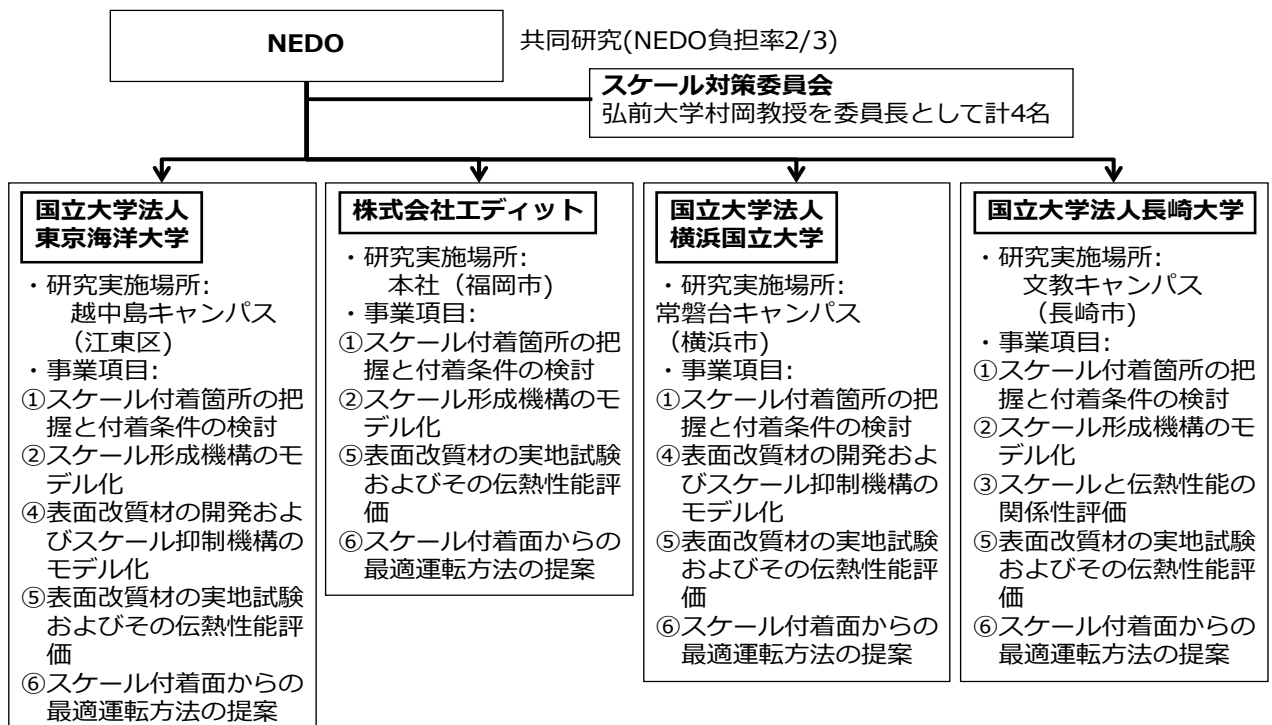 NEDO
共同研究(NEDO負担率2/3)
スケール対策委員会
弘前大学村岡教授を委員長として計4名
国立大学法人
東京海洋大学
・研究実施場所:
越中島キャンパス
（江東区)
・事業項目:
①スケール付着箇所の把
握と付着条件の検討
②スケール形成機構のモ
デル化
④表面改質材の開発およ
びスケール抑制機構の
モデル化
⑤表面改質材の実地試験
およびその伝熱性能評
価
⑥スケール付着面からの
最適運転方法の提案
株式会社エディット
・研究実施場所:
本社（福岡市)
・事業項目:
①スケール付着箇所の把
握と付着条件の検討
②スケール形成機構のモ
デル化
⑤表面改質材の実地試験
およびその伝熱性能評
価
⑥スケール付着面からの
最適運転方法の提案
国立大学法人
横浜国立大学
・研究実施場所:
常磐台キャンパス
（横浜市)
・事業項目:
①スケール付着箇所の把
握と付着条件の検討
④表面改質材の開発およ
びスケール抑制機構の
モデル化
⑤表面改質材の実地試験
およびその伝熱性能評
価
⑥スケール付着面からの
最適運転方法の提案
国立大学法人長崎大学
・研究実施場所:
文教キャンパス
（長崎市)
・事業項目:
①スケール付着箇所の把
握と付着条件の検討
②スケール形成機構のモ
デル化
③スケールと伝熱性能の
関係性評価
⑤表面改質材の実地試験
およびその伝熱性能評
価
⑥スケール付着面からの
最適運転方法の提案